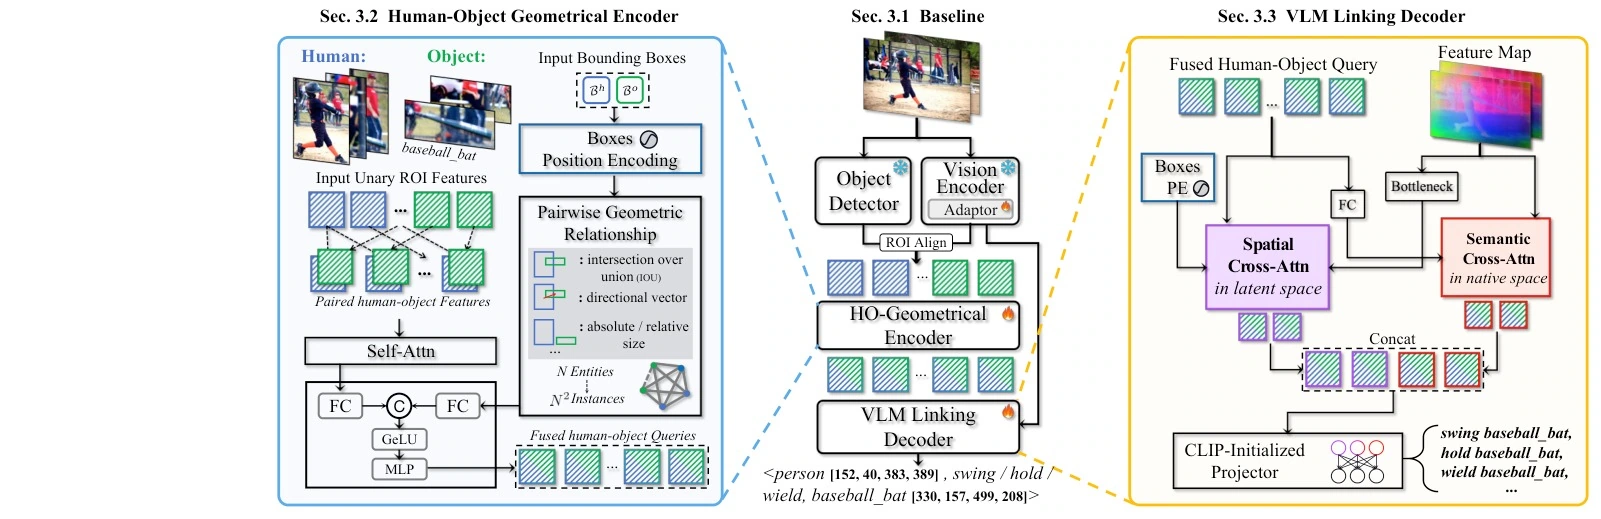 Sec. 3.2 Human-Object Geometrical Encoder
Human:
Object:
baseball_bat
Input Unary ROI Features
...
...
Paired human-object Features
Self-Attn
FC
C
FC
GeLU
MLP
Input Bounding Boxes
ℬʰ
ℬᵒ
Boxes
Position Encoding
Pairwise Geometric
Relationship
: intersection over
union (IOU)
: directional vector
: absolute / relative
size
...
N Entities
N² Instances
Fused human-object Queries
...
Sec. 3.1 Baseline
Object
Detector
Vision
Encoder
Adaptor
ROI Align
...
HO-Geometrical
Encoder
...
VLM Linking
Decoder
<person [152, 40, 383, 389] , swing / hold /
wield, baseball_bat [330, 157, 499, 208]>
Sec. 3.3 VLM Linking Decoder
Fused Human-Object Query
...
Feature Map
Boxes
PE
FC
Bottleneck
Spatial
Cross-Attn
in latent space
Semantic
Cross-Attn
in native space
Concat
CLIP-Initialized
Projector
swing baseball_bat,
hold baseball_bat,
wield baseball_bat,
...